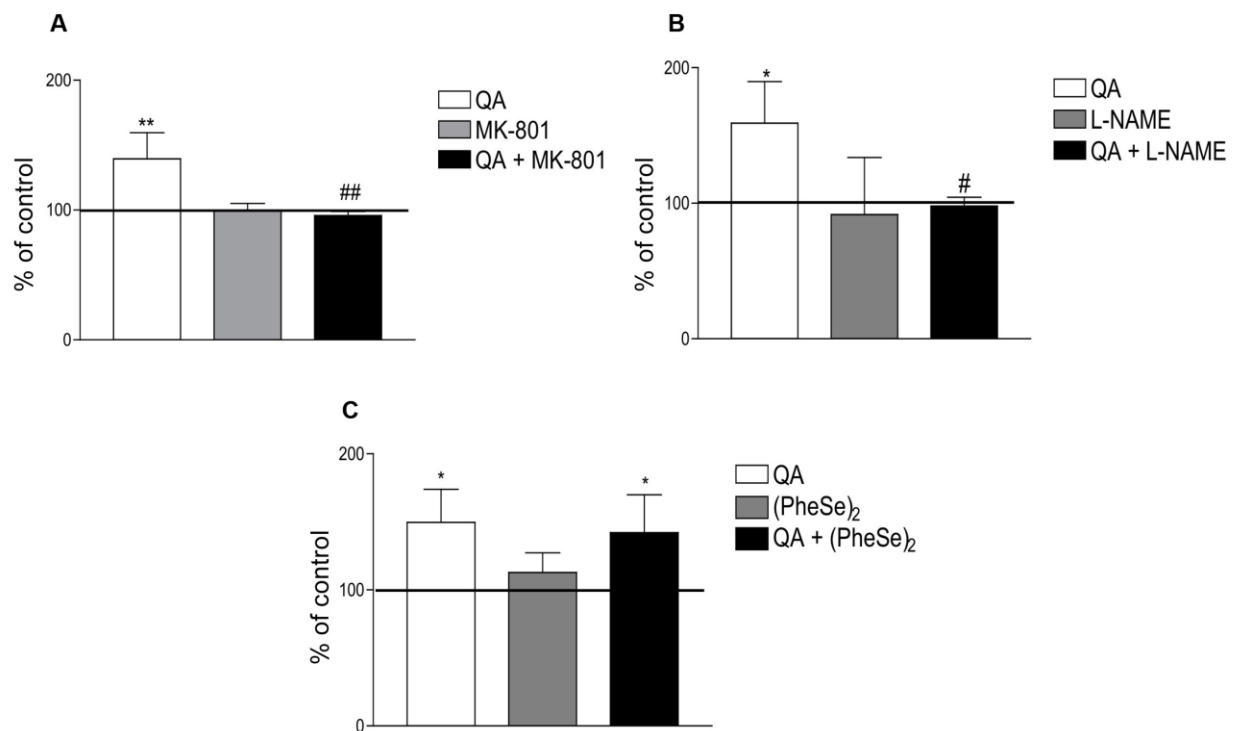 A
200
100
0
% of control
**
##
QA
MK-801
QA + MK-801
B
200
100
0
% of control
*
#
QA
L-NAME
QA + L-NAME
C
200
100
0
% of control
*
*
QA
(PheSe)₂
QA + (PheSe)₂